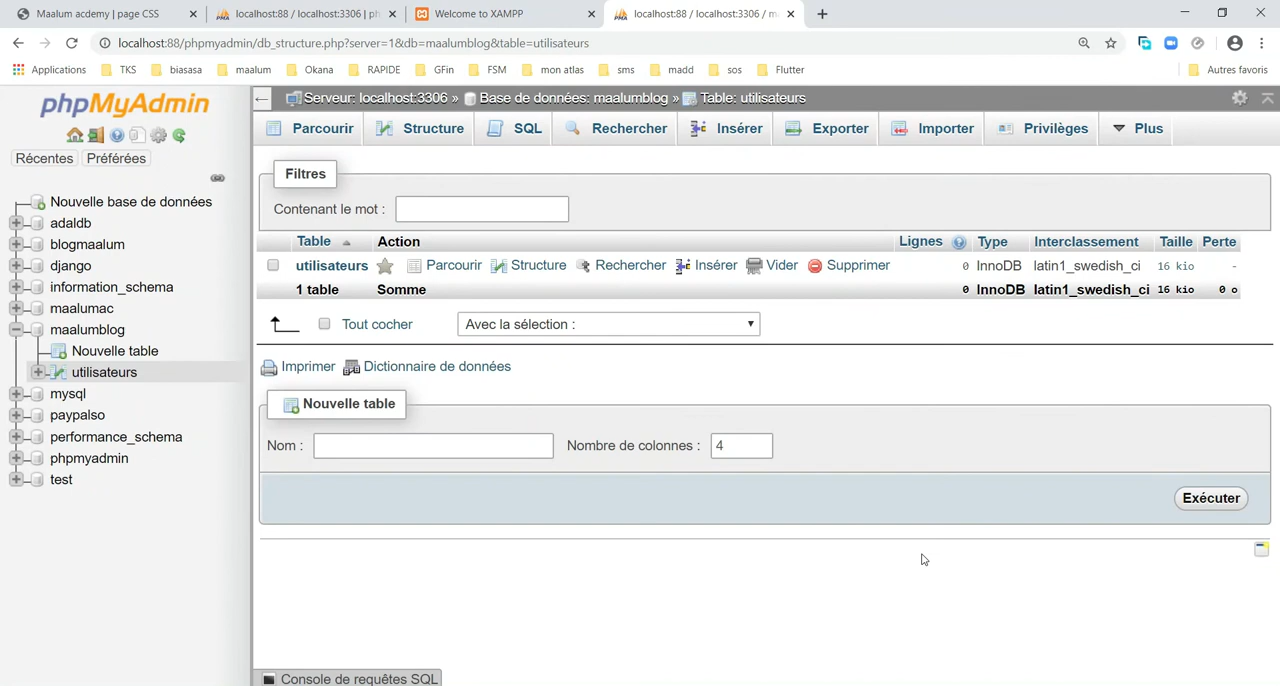 Maalum acdemy | page CSS
localhost:88 / localhost:3306 | ph
Welcome to XAMPP
localhost:88 / localhost:3306 / m
localhost:88/phpmyadmin/db_structure.php?server=1&db=maalumblog&table=utilisateurs
Applications TKS biasasa maalum Okana RAPIDE GFin FSM mon atlas sms madd sos Flutter Autres favoris
phpMyAdmin
Récentes Préférées
Nouvelle base de données
adaldb
blogmaalum
django
information_schema
maalumac
maalumblog
Nouvelle table
utilisateurs
mysql
paypalso
performance_schema
phpmyadmin
test
Serveur: localhost:3306 » Base de données: maalumblog » Table: utilisateurs
Parcourir Structure SQL Rechercher Insérer Exporter Importer Privilèges Plus
Filtres
Contenant le mot :
Table Action Lignes Type Interclassement Taille Perte
utilisateurs Parcourir Structure Rechercher Insérer Vider Supprimer 0 InnoDB latin1_swedish_ci 16 kio -
1 table Somme 0 InnoDB latin1_swedish_ci 16 kio 0 o
Tout cocher Avec la sélection :
Imprimer Dictionnaire de données
Nouvelle table
Nom : Nombre de colonnes : 4
Exécuter
Console de requêtes SQL